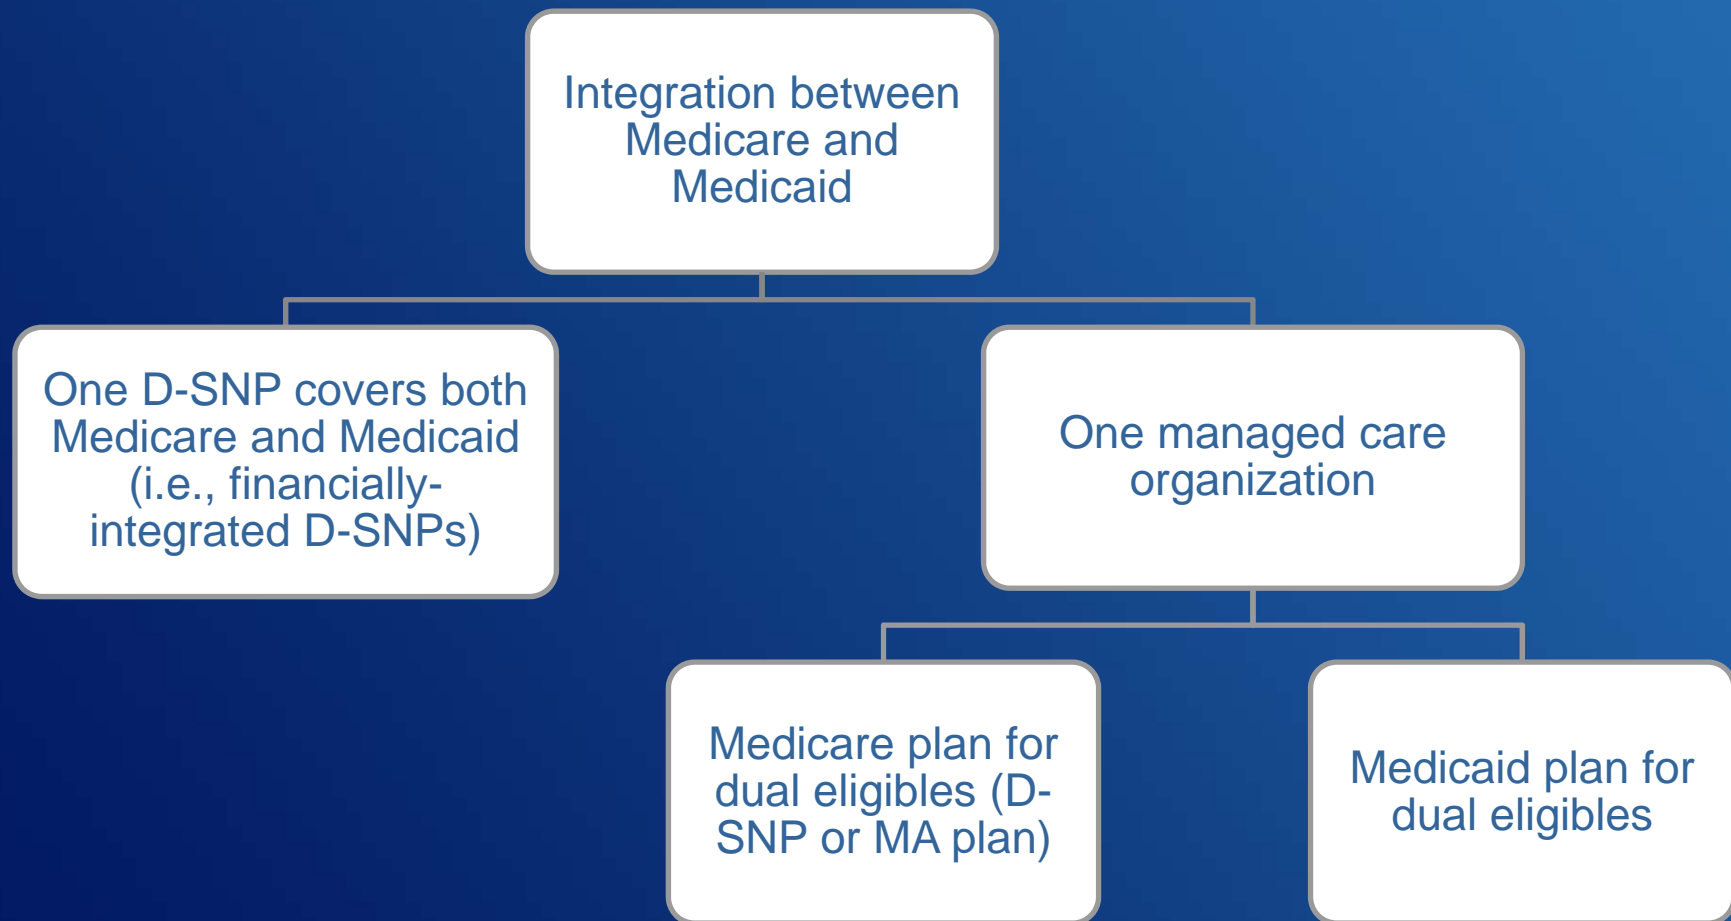 Integration between
Medicare and
Medicaid
One D-SNP covers both
Medicare and Medicaid
(i.e., financially-
integrated D-SNPs)
One managed care
organization
Medicare plan for
dual eligibles (D-
SNP or MA plan)
Medicaid plan for
dual eligibles